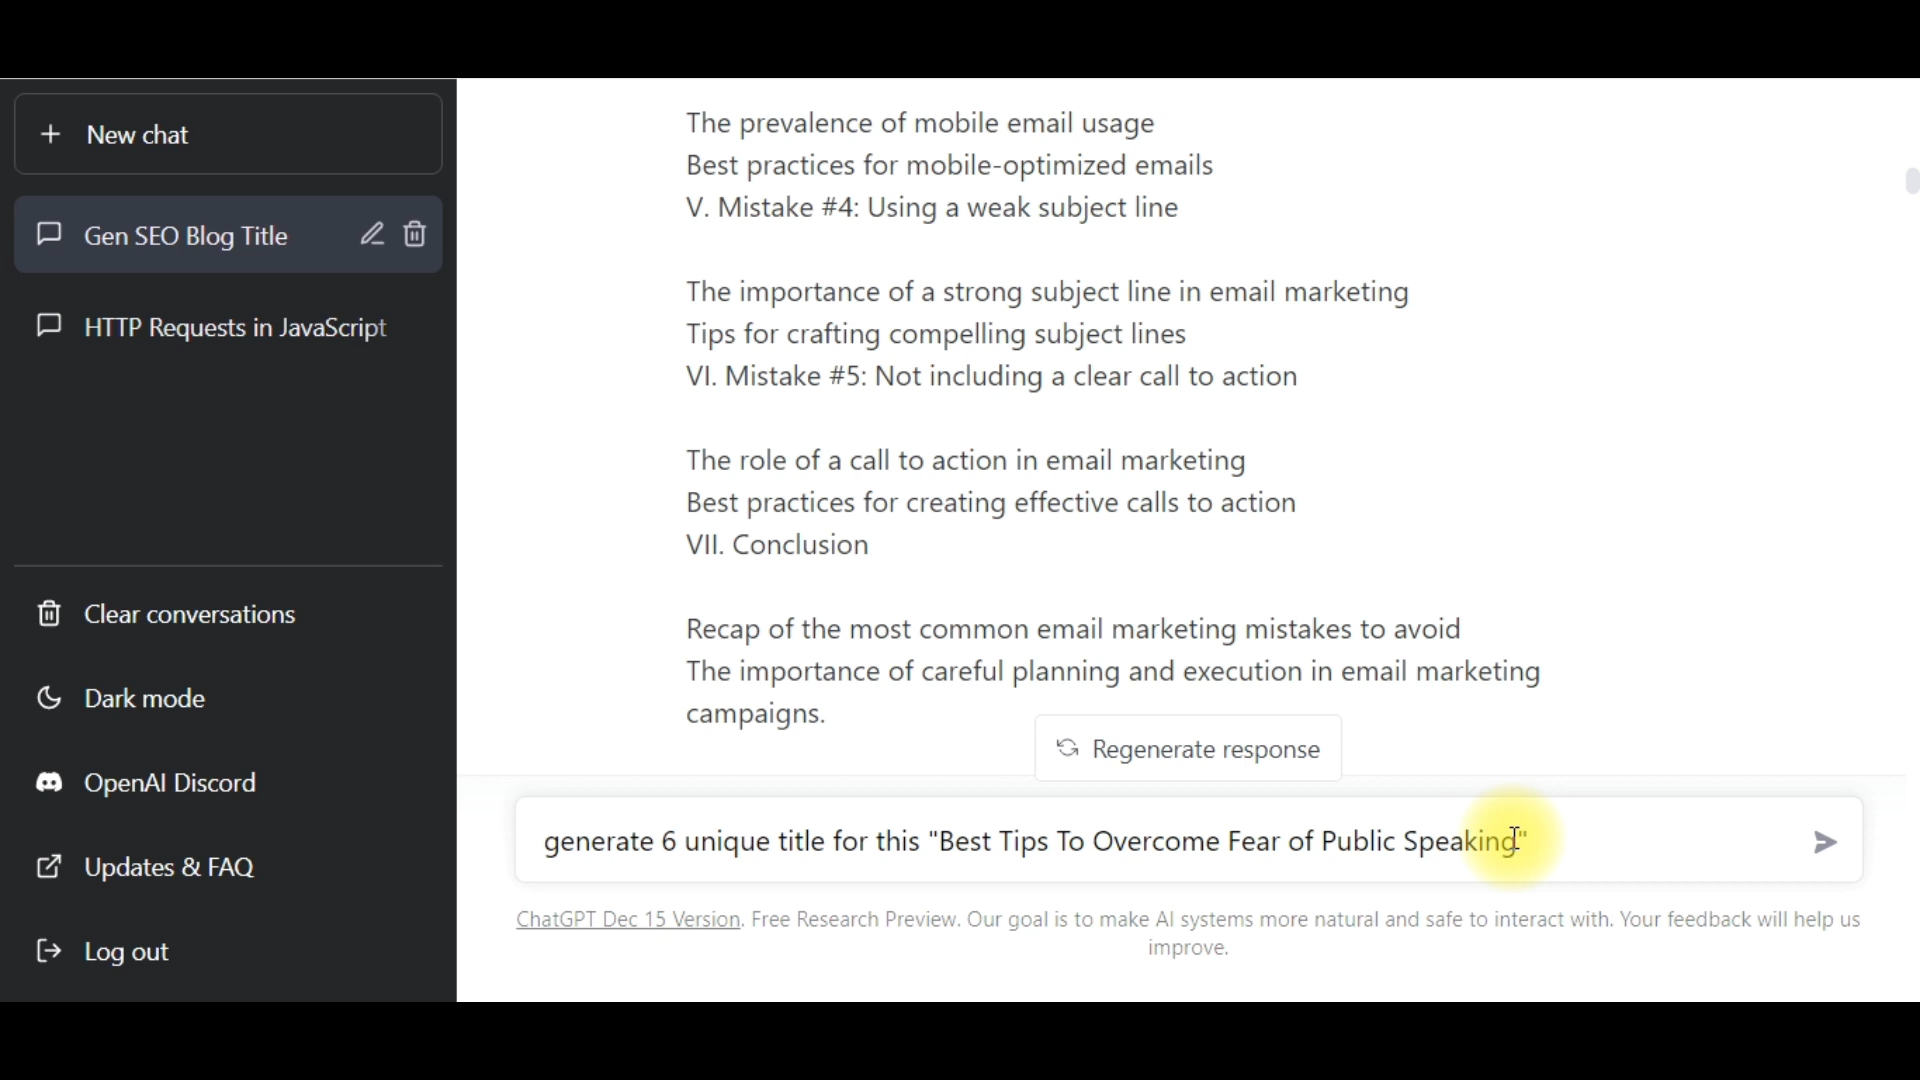 New chat
Gen SEO Blog Title
HTTP Requests in JavaScript
Clear conversations
Dark mode
OpenAI Discord
Updates & FAQ
Log out
The prevalence of mobile email usage
Best practices for mobile-optimized emails
V. Mistake #4: Using a weak subject line
The importance of a strong subject line in email marketing
Tips for crafting compelling subject lines
VI. Mistake #5: Not including a clear call to action
The role of a call to action in email marketing
Best practices for creating effective calls to action
VII. Conclusion
Recap of the most common email marketing mistakes to avoid
The importance of careful planning and execution in email marketing
campaigns.
Regenerate response
generate 6 unique title for this "Best Tips To Overcome Fear of Public Speaking"
ChatGPT Dec 15 Version. Free Research Preview. Our goal is to make AI systems more natural and safe to interact with. Your feedback will help us
improve.